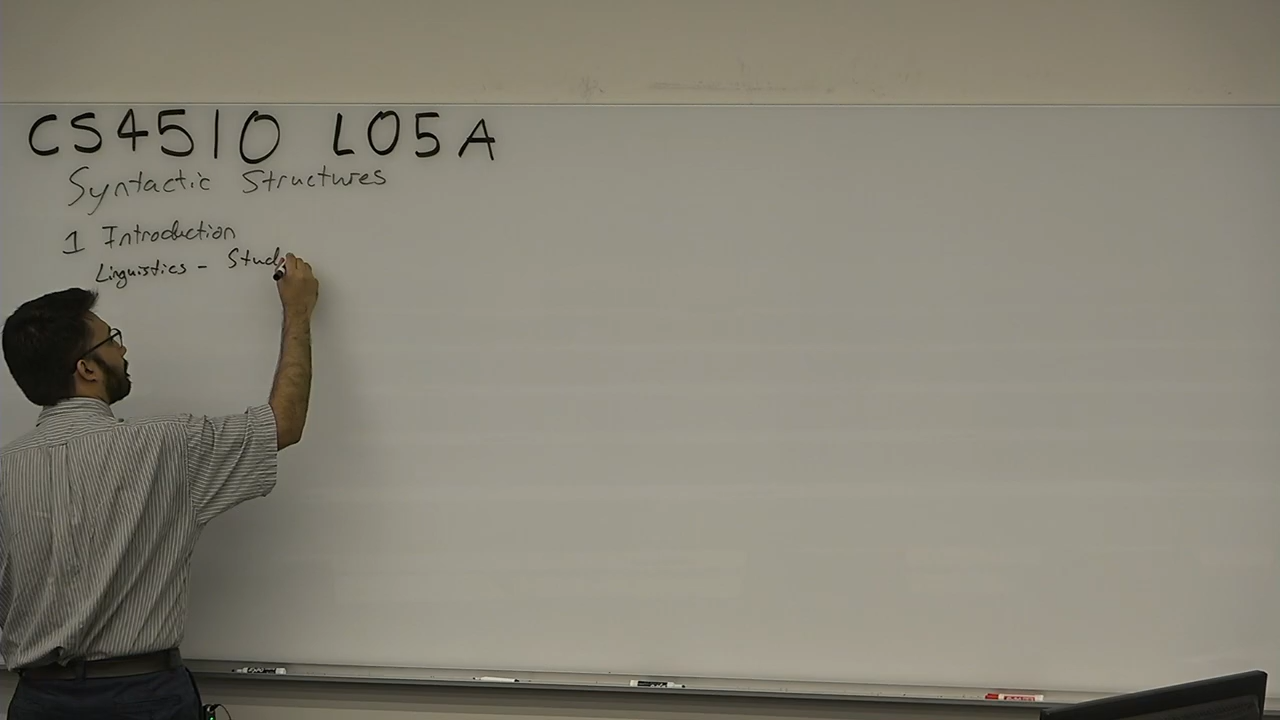 CS4510 L05A
Syntactic Structures
1 Introduction
Linguistics - Stud